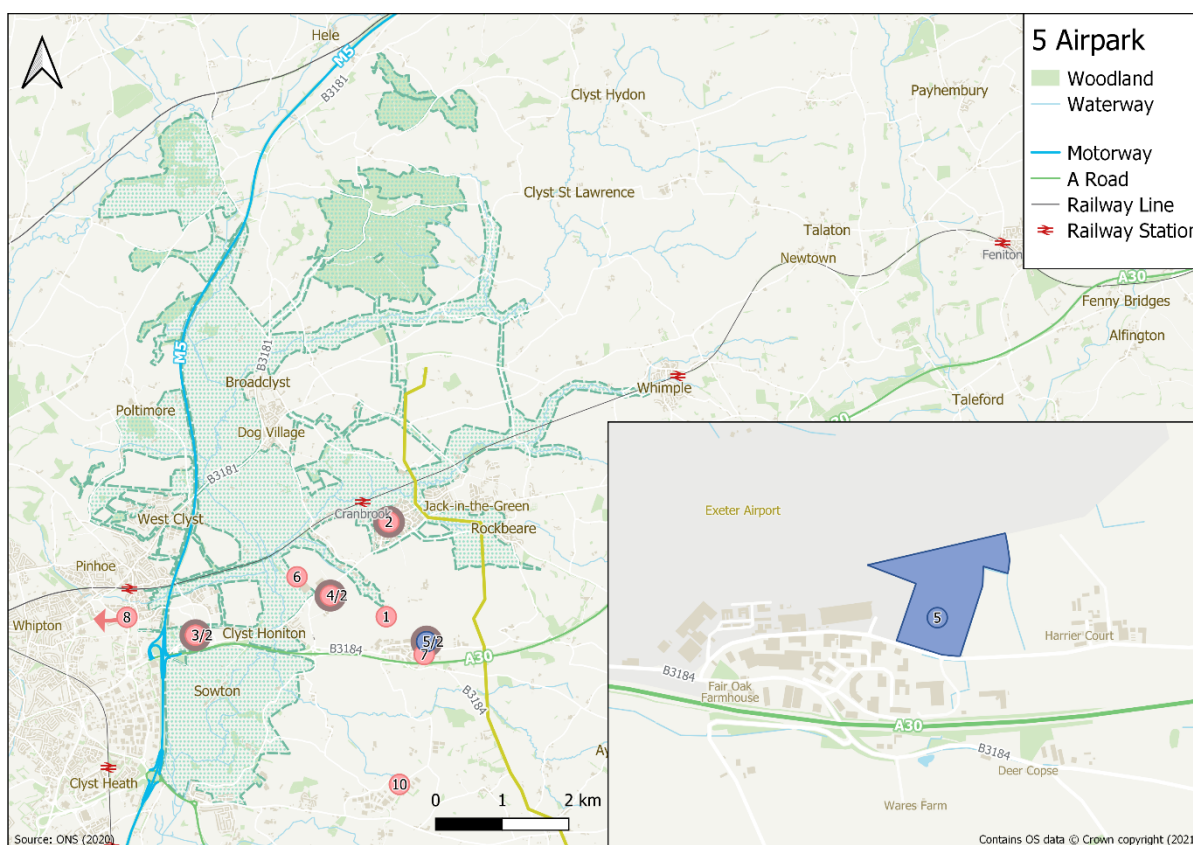 Hele
M5
B3181
Clyst Hydon
Payhembury
Clyst St Lawrence
Talaton
Newtown
Feniton
A30
Fenny Bridges
Alfington
Whimple
Taleford
M5
B3181
Broadclyst
Poltimore
Dog Village
B3181
West Clyst
Cranbrook
2
Jack-in-the-Green
Rockbeare
Pinhoe
6
4/2
8
1
Whipton
3/2
Clyst Honiton
B3184
5/2
7
A30
Sowton
B3184
Clyst Heath
10
0 1 2 km
Source: ONS (2020)
5 Airpark
Woodland
Waterway
Motorway
A Road
Railway Line
Railway Station
Exeter Airport
5
Harrier Court
B3184
Fair Oak
Farmhouse
A30
B3184
Deer Copse
Wares Farm
Contains OS data © Crown copyright (2021